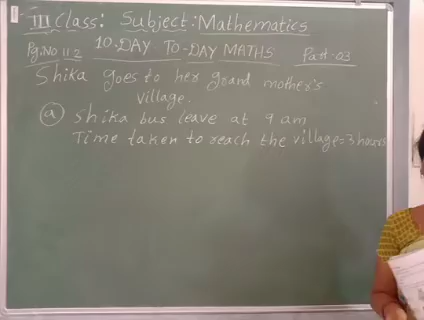 III Class: Subject: Mathematics
Pg.No 112 10.DAY TO-DAY MATHS Part-03
Shika goes to her grand mother's
village.
(a) Shika bus leave at 9 am
Time taken to reach the village=3 hours